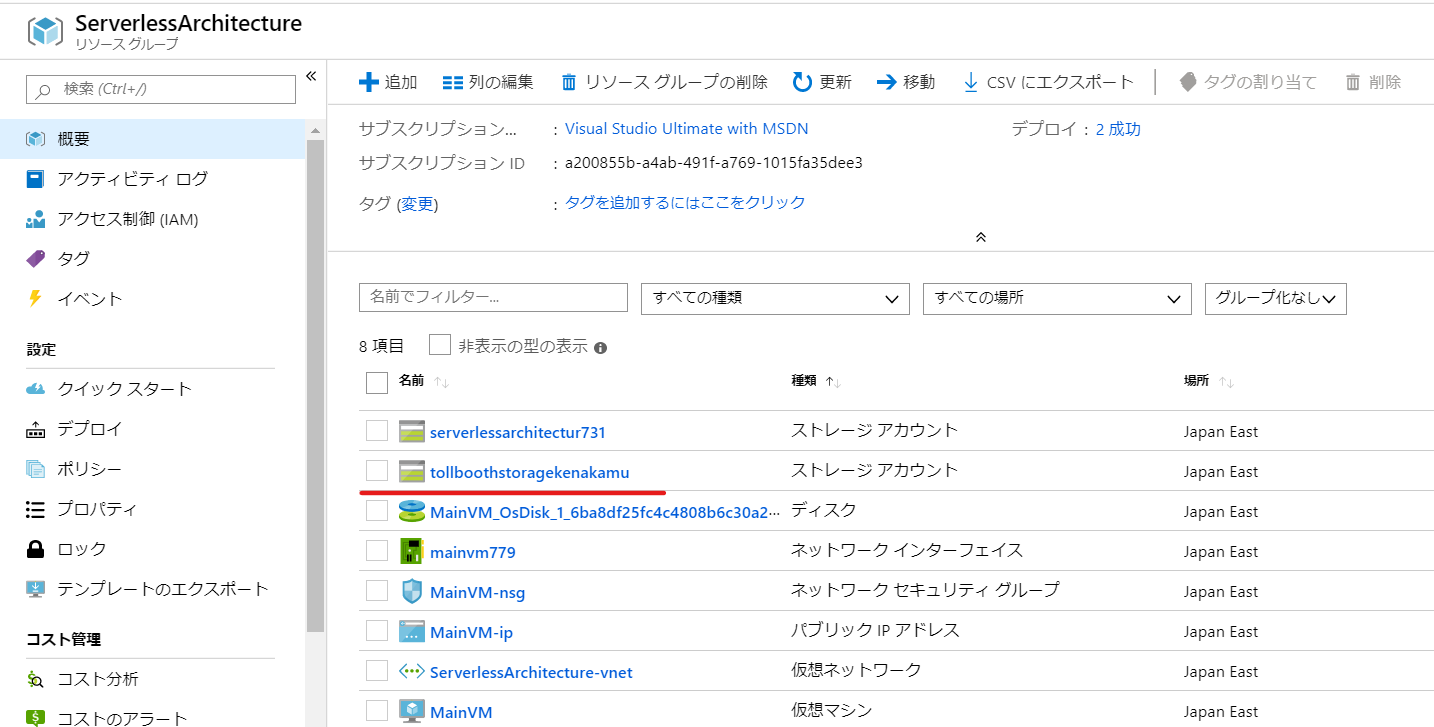 ServerlessArchitecture
リソース グループ
検索 (Ctrl+/)
«
概要
アクティビティ ログ
アクセス制御 (IAM)
タグ
イベント
設定
クイック スタート
デプロイ
ポリシー
プロパティ
ロック
テンプレートのエクスポート
コスト管理
コスト分析
コストのアラート
追加 列の編集 リソース グループの削除 更新 移動 CSV にエクスポート タグの割り当て 削除
サブスクリプション... : Visual Studio Ultimate with MSDN デプロイ : 2 成功
サブスクリプション ID : a200855b-a4ab-491f-a769-1015fa35dee3
タグ (変更) : タグを追加するにはここをクリック
名前でフィルター... すべての種類 すべての場所 グループ化なし
8 項目 非表示の型の表示
名前 ↑↓ 種類 ↑↓ 場所 ↑↓
serverlessarchitectur731 ストレージ アカウント Japan East
tollboothstoragekenakamu ストレージ アカウント Japan East
MainVM_OsDisk_1_6ba8df25fc4c4808b6c30a2... ディスク Japan East
mainvm779 ネットワーク インターフェイス Japan East
MainVM-nsg ネットワーク セキュリティ グループ Japan East
MainVM-ip パブリック IP アドレス Japan East
ServerlessArchitecture-vnet 仮想ネットワーク Japan East
MainVM 仮想マシン Japan East